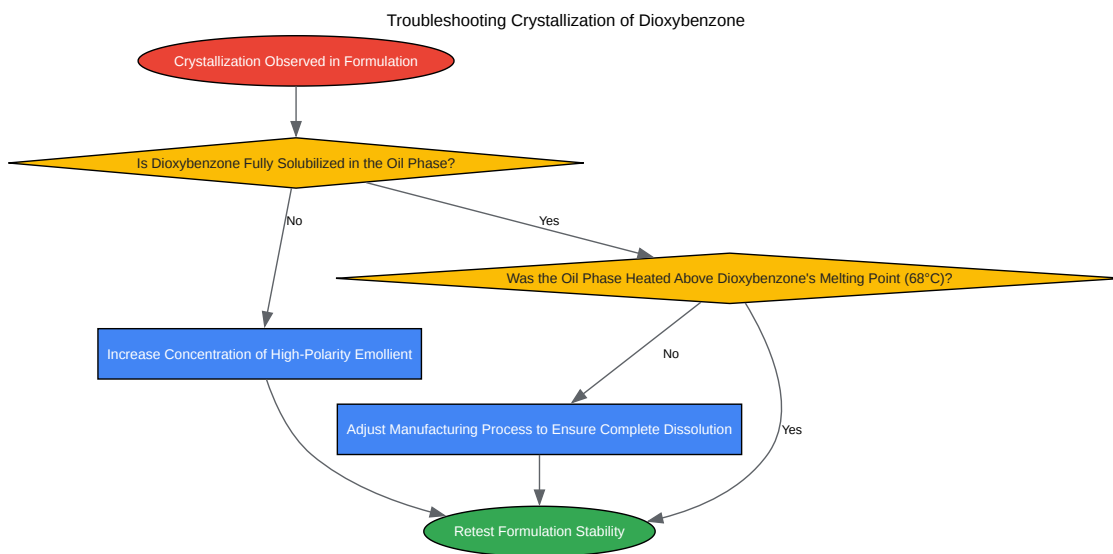 Troubleshooting Crystallization of Dioxybenzone
Crystallization Observed in Formulation
Is Dioxybenzone Fully Solubilized in the Oil Phase?
No
Yes
Was the Oil Phase Heated Above Dioxybenzone's Melting Point (68°C)?
Increase Concentration of High-Polarity Emollient
No
Adjust Manufacturing Process to Ensure Complete Dissolution
Yes
Retest Formulation Stability